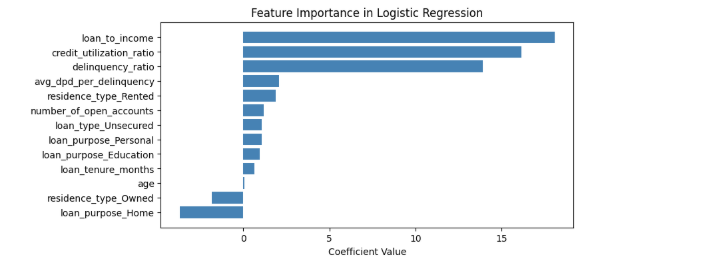 Feature Importance in Logistic Regression
loan_to_income
credit_utilization_ratio
delinquency_ratio
avg_dpd_per_delinquency
residence_type_Rented
number_of_open_accounts
loan_type_Unsecured
loan_purpose_Personal
loan_purpose_Education
loan_tenure_months
age
residence_type_Owned
loan_purpose_Home
0 5 10 15
Coefficient Value